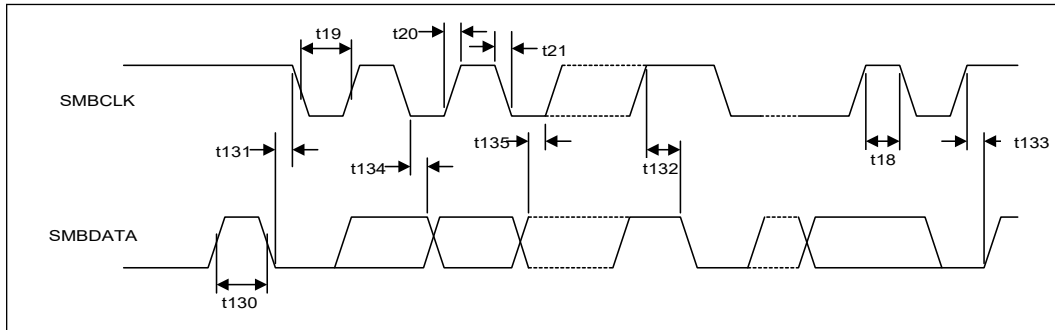 t19
t20
t21
SMBCLK
t131
t134
t135
t132
t18
t133
SMBDATA
t130